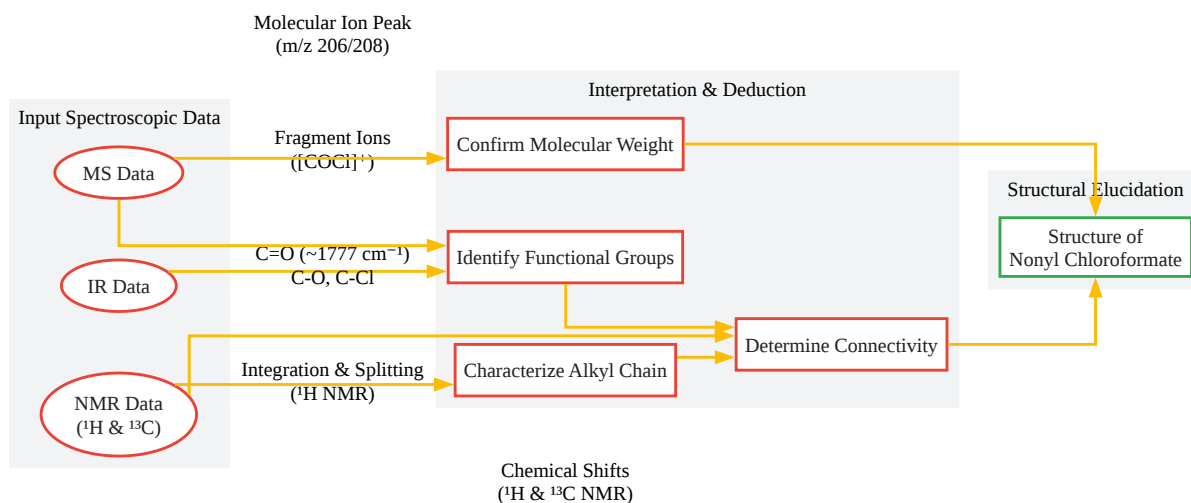 Molecular Ion Peak
(m/z 206/208)
Interpretation & Deduction
Input Spectroscopic Data
Fragment Ions
([COCl]⁺)
Confirm Molecular Weight
MS Data
Structural Elucidation
C=O (~1777 cm⁻¹)
C-O, C-Cl
Identify Functional Groups
Structure of
Nonyl Chloroformate
IR Data
Determine Connectivity
Integration & Splitting
(¹H NMR)
Characterize Alkyl Chain
NMR Data
(¹H & ¹³C)
Chemical Shifts
(¹H & ¹³C NMR)